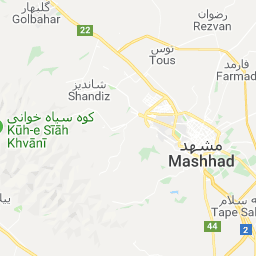 گلبهار
Golbahar
22
رضوان
Rezvan
توس
Tous
فارمد
Farmad
شاندیز
Shandiz
کوه سیاه خوانی
Kūh-e Sīāh
Khvānī
مشهد
Mashhad
تپه سلام
Tape Sal
44
2